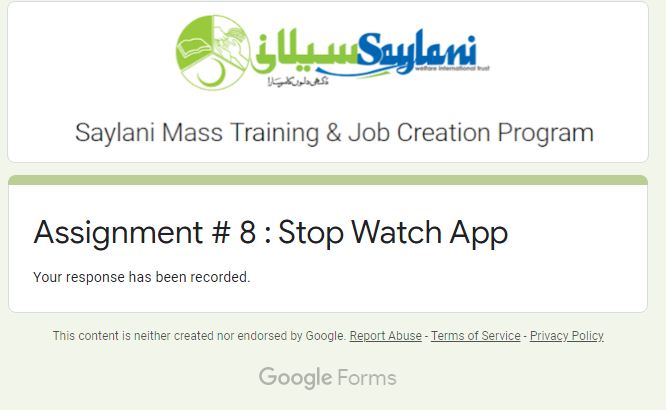 سیلانی Saylani
welfare international trust
دکھی دلوں کا سہارا
Saylani Mass Training & Job Creation Program
Assignment # 8 : Stop Watch App
Your response has been recorded.
This content is neither created nor endorsed by Google. Report Abuse - Terms of Service - Privacy Policy
Google Forms